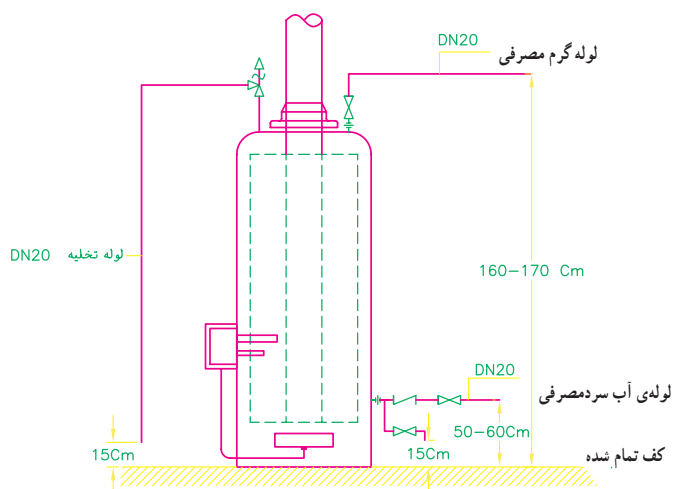 DN20
لوله گرم مصرفی
DN20 لوله تخلیه
160-170 Cm
DN20
لوله‌ی آب سردمصرفی
50-60Cm
15Cm
15Cm
کف تمام شده